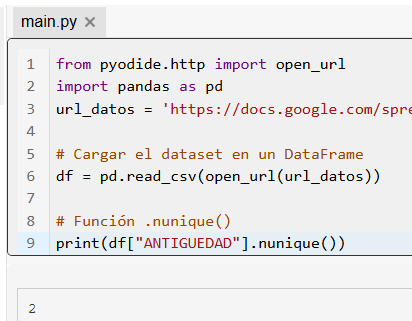 main.py ×
1 from pyodide.http import open_url
2 import pandas as pd
3 url_datos = 'https://docs.google.com/spre
4
5 # Cargar el dataset en un DataFrame
6 df = pd.read_csv(open_url(url_datos))
7
8 # Función .nunique()
9 print(df["ANTIGUEDAD"].nunique())
2